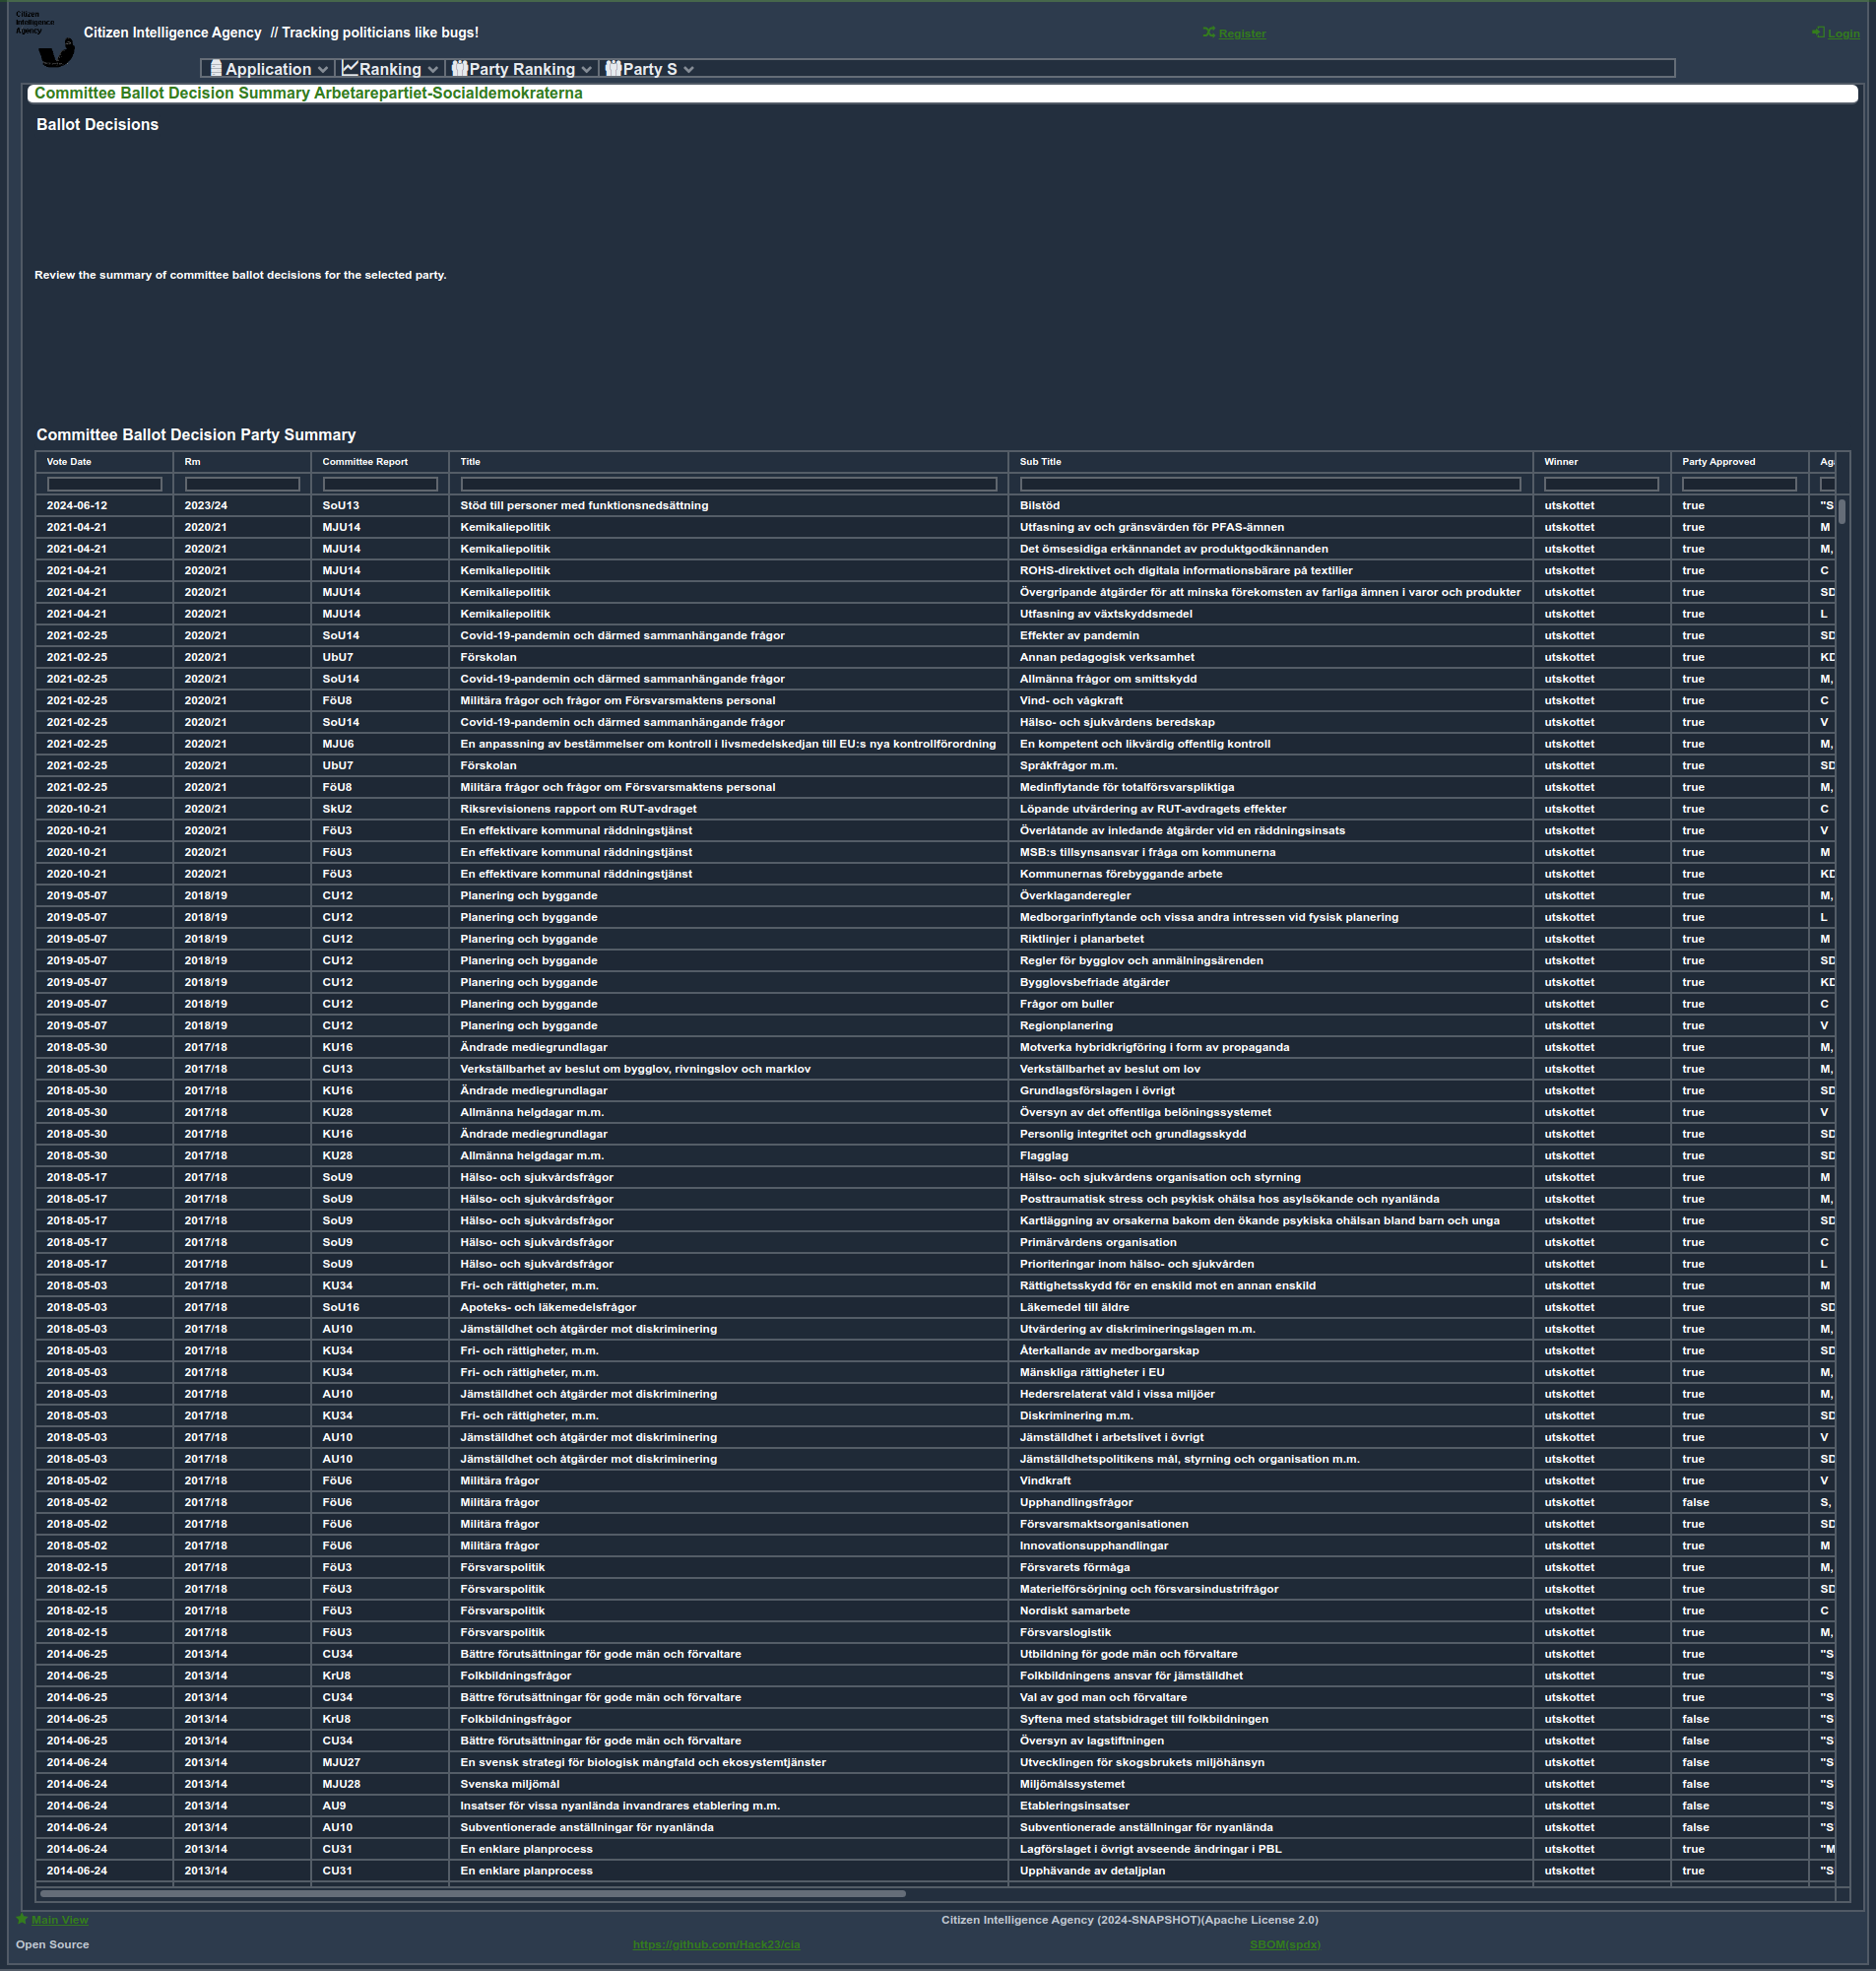 Citizen
Intelligence
Agency
Citizen Intelligence Agency // Tracking politicians like bugs!
Register
Login
Application Ranking Party Ranking Party S
Committee Ballot Decision Summary Arbetarepartiet-Socialdemokraterna
Ballot Decisions
Review the summary of committee ballot decisions for the selected party.
Committee Ballot Decision Party Summary
Vote Date Rm Committee Report Title Sub Title Winner Party Approved Ag
2024-06-12 2023/24 SoU13 Stöd till personer med funktionsnedsättning Bilstöd utskottet true "S
2021-04-21 2020/21 MJU14 Kemikaliepolitik Utfasning av och gränsvärden för PFAS-ämnen utskottet true M
2021-04-21 2020/21 MJU14 Kemikaliepolitik Det ömsesidiga erkännandet av produktgodkännanden utskottet true M,
2021-04-21 2020/21 MJU14 Kemikaliepolitik ROHS-direktivet och digitala informationsbärare på textilier utskottet true C
2021-04-21 2020/21 MJU14 Kemikaliepolitik Övergripande åtgärder för att minska förekomsten av farliga ämnen i varor och produkter utskottet true SD
2021-04-21 2020/21 MJU14 Kemikaliepolitik Utfasning av växtskyddsmedel utskottet true L
2021-02-25 2020/21 SoU14 Covid-19-pandemin och därmed sammanhängande frågor Effekter av pandemin utskottet true SD
2021-02-25 2020/21 UbU7 Förskolan Annan pedagogisk verksamhet utskottet true KD
2021-02-25 2020/21 SoU14 Covid-19-pandemin och därmed sammanhängande frågor Allmänna frågor om smittskydd utskottet true M,
2021-02-25 2020/21 FöU8 Militära frågor och frågor om Försvarsmaktens personal Vind- och vågkraft utskottet true C
2021-02-25 2020/21 SoU14 Covid-19-pandemin och därmed sammanhängande frågor Hälso- och sjukvårdens beredskap utskottet true V
2021-02-25 2020/21 MJU6 En anpassning av bestämmelser om kontroll i livsmedelskedjan till EU:s nya kontrollförordning En kompetent och likvärdig offentlig kontroll utskottet true M,
2021-02-25 2020/21 UbU7 Förskolan Språkfrågor m.m. utskottet true SD
2021-02-25 2020/21 FöU8 Militära frågor och frågor om Försvarsmaktens personal Medinflytande för totalförsvarspliktiga utskottet true M,
2020-10-21 2020/21 SkU2 Riksrevisionens rapport om RUT-avdraget Löpande utvärdering av RUT-avdragets effekter utskottet true C
2020-10-21 2020/21 FöU3 En effektivare kommunal räddningstjänst Överlåtande av inledande åtgärder vid en räddningsinsats utskottet true V
2020-10-21 2020/21 FöU3 En effektivare kommunal räddningstjänst MSB:s tillsynsansvar i fråga om kommunerna utskottet true M
2020-10-21 2020/21 FöU3 En effektivare kommunal räddningstjänst Kommunernas förebyggande arbete utskottet true KD
2019-05-07 2018/19 CU12 Planering och byggande Överklaganderegler utskottet true M,
2019-05-07 2018/19 CU12 Planering och byggande Medborgarinflytande och vissa andra intressen vid fysisk planering utskottet true L
2019-05-07 2018/19 CU12 Planering och byggande Riktlinjer i planarbetet utskottet true M
2019-05-07 2018/19 CU12 Planering och byggande Regler för bygglov och anmälningsärenden utskottet true SD
2019-05-07 2018/19 CU12 Planering och byggande Bygglovsbefriade åtgärder utskottet true KD
2019-05-07 2018/19 CU12 Planering och byggande Frågor om buller utskottet true C
2019-05-07 2018/19 CU12 Planering och byggande Regionplanering utskottet true V
2018-05-30 2017/18 KU16 Ändrade mediegrundlagar Motverka hybridkrigföring i form av propaganda utskottet true M,
2018-05-30 2017/18 CU13 Verkställbarhet av beslut om bygglov, rivningslov och marklov Verkställbarhet av beslut om lov utskottet true M,
2018-05-30 2017/18 KU16 Ändrade mediegrundlagar Grundlagsförslagen i övrigt utskottet true SD
2018-05-30 2017/18 KU28 Allmänna helgdagar m.m. Översyn av det offentliga belöningssystemet utskottet true V
2018-05-30 2017/18 KU16 Ändrade mediegrundlagar Personlig integritet och grundlagsskydd utskottet true SD
2018-05-30 2017/18 KU28 Allmänna helgdagar m.m. Flagglag utskottet true SD
2018-05-17 2017/18 SoU9 Hälso- och sjukvårdsfrågor Hälso- och sjukvårdens organisation och styrning utskottet true M
2018-05-17 2017/18 SoU9 Hälso- och sjukvårdsfrågor Posttraumatisk stress och psykisk ohälsa hos asylsökande och nyanlända utskottet true M,
2018-05-17 2017/18 SoU9 Hälso- och sjukvårdsfrågor Kartläggning av orsakerna bakom den ökande psykiska ohälsan bland barn och unga utskottet true SD
2018-05-17 2017/18 SoU9 Hälso- och sjukvårdsfrågor Primärvårdens organisation utskottet true C
2018-05-17 2017/18 SoU9 Hälso- och sjukvårdsfrågor Prioriteringar inom hälso- och sjukvården utskottet true L
2018-05-03 2017/18 KU34 Fri- och rättigheter, m.m. Rättighetsskydd för en enskild mot en annan enskild utskottet true M
2018-05-03 2017/18 SoU16 Apoteks- och läkemedelsfrågor Läkemedel till äldre utskottet true SD
2018-05-03 2017/18 AU10 Jämställdhet och åtgärder mot diskriminering Utvärdering av diskrimineringslagen m.m. utskottet true M,
2018-05-03 2017/18 KU34 Fri- och rättigheter, m.m. Återkallande av medborgarskap utskottet true SD
2018-05-03 2017/18 KU34 Fri- och rättigheter, m.m. Mänskliga rättigheter i EU utskottet true M,
2018-05-03 2017/18 AU10 Jämställdhet och åtgärder mot diskriminering Hedersrelaterat våld i vissa miljöer utskottet true M,
2018-05-03 2017/18 KU34 Fri- och rättigheter, m.m. Diskriminering m.m. utskottet true SD
2018-05-03 2017/18 AU10 Jämställdhet och åtgärder mot diskriminering Jämställdhet i arbetslivet i övrigt utskottet true V
2018-05-03 2017/18 AU10 Jämställdhet och åtgärder mot diskriminering Jämställdhetspolitikens mål, styrning och organisation m.m. utskottet true SD
2018-05-02 2017/18 FöU6 Militära frågor Vindkraft utskottet true V
2018-05-02 2017/18 FöU6 Militära frågor Upphandlingsfrågor utskottet false S,
2018-05-02 2017/18 FöU6 Militära frågor Försvarsmaktsorganisationen utskottet true SD
2018-05-02 2017/18 FöU6 Militära frågor Innovationsupphandlingar utskottet true M
2018-02-15 2017/18 FöU3 Försvarspolitik Försvarets förmåga utskottet true M,
2018-02-15 2017/18 FöU3 Försvarspolitik Materielförsörjning och försvarsindustrifrågor utskottet true SD
2018-02-15 2017/18 FöU3 Försvarspolitik Nordiskt samarbete utskottet true C
2018-02-15 2017/18 FöU3 Försvarspolitik Försvarslogistik utskottet true M,
2014-06-25 2013/14 CU34 Bättre förutsättningar för gode män och förvaltare Utbildning för gode män och förvaltare utskottet true "S
2014-06-25 2013/14 KrU8 Folkbildningsfrågor Folkbildningens ansvar för jämställdhet utskottet true "S
2014-06-25 2013/14 CU34 Bättre förutsättningar för gode män och förvaltare Val av god man och förvaltare utskottet true "S
2014-06-25 2013/14 KrU8 Folkbildningsfrågor Syftena med statsbidraget till folkbildningen utskottet false "S
2014-06-25 2013/14 CU34 Bättre förutsättningar för gode män och förvaltare Översyn av lagstiftningen utskottet false "S
2014-06-24 2013/14 MJU27 En svensk strategi för biologisk mångfald och ekosystemtjänster Utvecklingen för skogsbrukets miljöhänsyn utskottet false "S
2014-06-24 2013/14 MJU28 Svenska miljömål Miljömålssystemet utskottet false "S
2014-06-24 2013/14 AU9 Insatser för vissa nyanlända invandrares etablering m.m. Etableringsinsatser utskottet false "S
2014-06-24 2013/14 AU10 Subventionerade anställningar för nyanlända Subventionerade anställningar för nyanlända utskottet false "S
2014-06-24 2013/14 CU31 En enklare planprocess Lagförslaget i övrigt avseende ändringar i PBL utskottet true "M
2014-06-24 2013/14 CU31 En enklare planprocess Upphävande av detaljplan utskottet true "S
Main View
Citizen Intelligence Agency (2024-SNAPSHOT)(Apache License 2.0)
Open Source
https://github.com/Hack23/cia
SBOM(spdx)